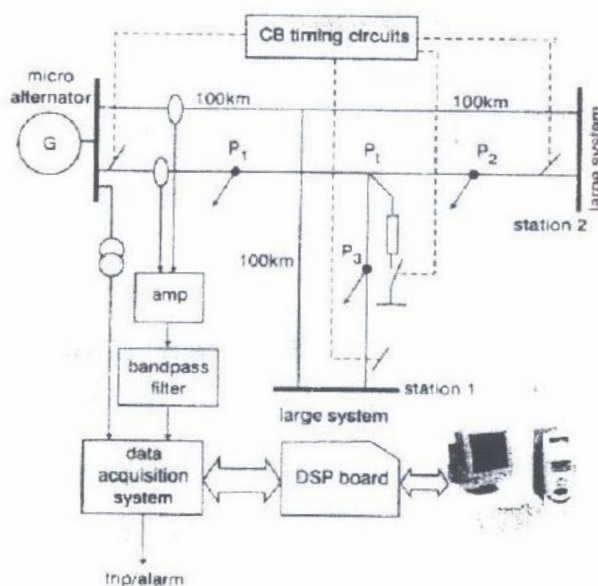 CB timing circuits
micro
alternator
100km
100km
G
P1
Pt
P2
large system
station 2
100km
P3
amp
bandpass
filter
station 1
large system
data
acquisition
system
DSP board
trip/alarm